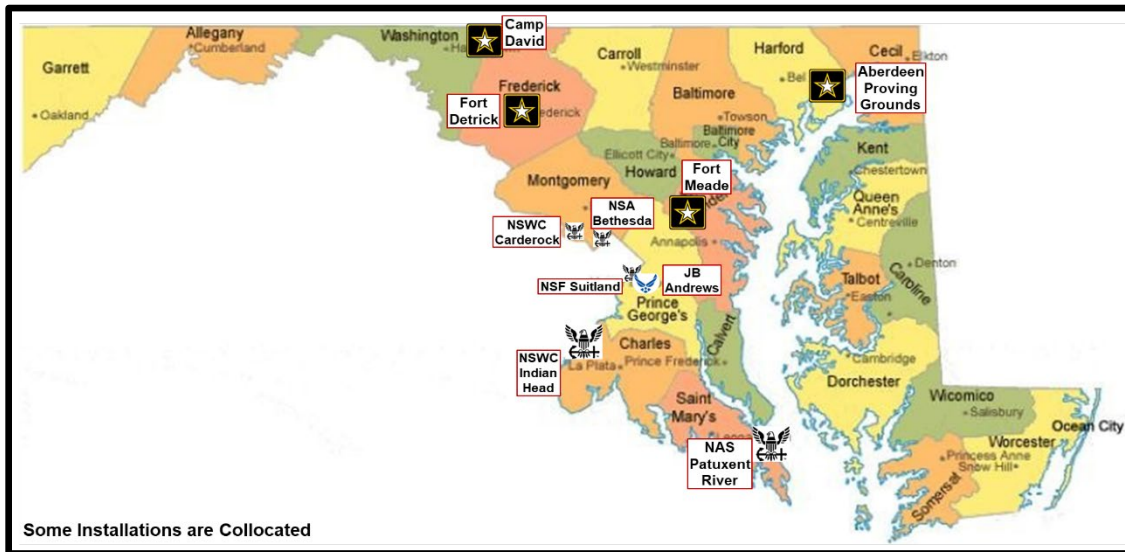 Camp
David
Allegany
Cumberland
Washington
Garrett
Oakland
Carroll
Westminster
Harford
Bel
Cecil
Elkton
Aberdeen
Proving
Grounds
Frederick
Fort
Detrick
Baltimore
Towson
Baltimore
City
Baltimore
Ellicott City
Howard
Kent
Chestertown
Fort
Meade
Montgomery
NSA
Bethesda
NSWC
Carderock
Queen
Anne's
Centreville
Annapolis
Denton
Caroline
Talbot
Easton
NSF Suitland
JB
Andrews
Prince
George's
Calvert
NSWC
Indian
Head
Charles
La Plata
Prince Frederick
Cambridge
Dorchester
Saint
Mary's
Wicomico
Salisbury
Ocean City
Worcester
Princess Anne
Snow Hill
Somerset
NAS
Patuxent
River
Some Installations are Collocated